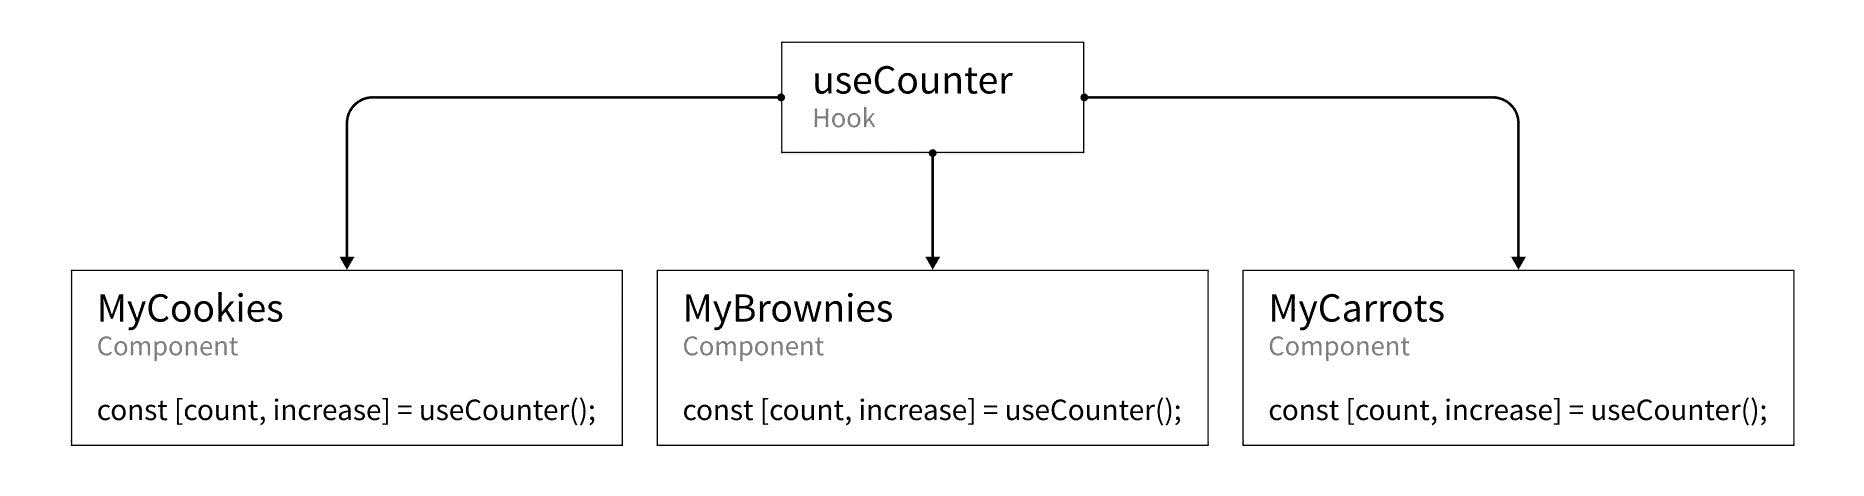 useCounter
Hook
MyCookies
Component
const [count, increase] = useCounter();
MyBrownies
Component
const [count, increase] = useCounter();
MyCarrots
Component
const [count, increase] = useCounter();